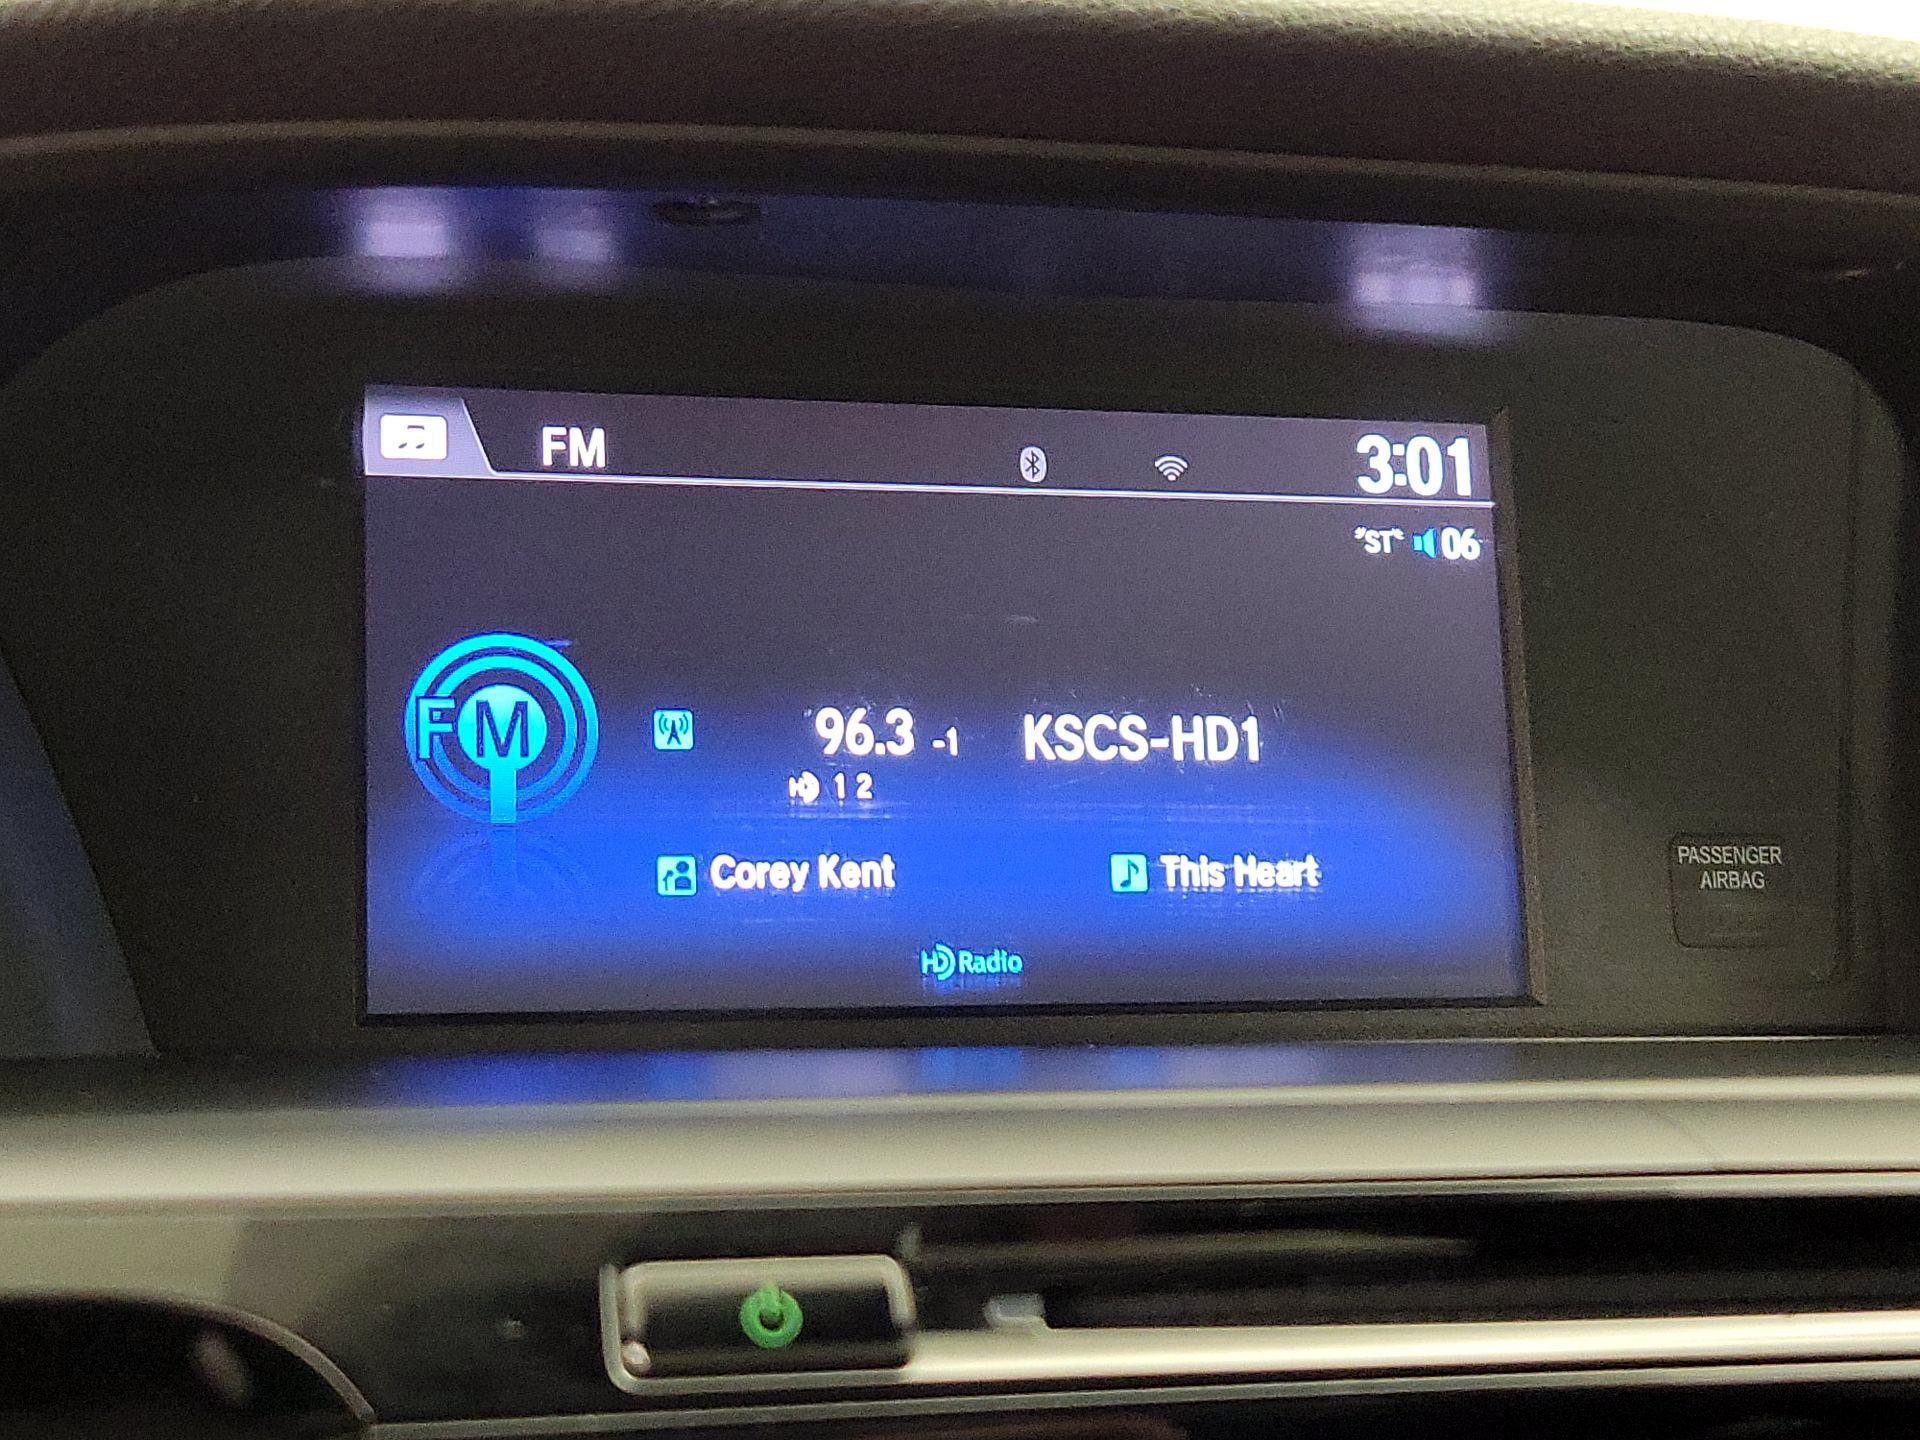 FM
3:01
"ST" 06
FM
96.3 -1 KSCS-HD1
HD 1 2
Corey Kent This Heart
HD Radio
PASSENGER
AIRBAG